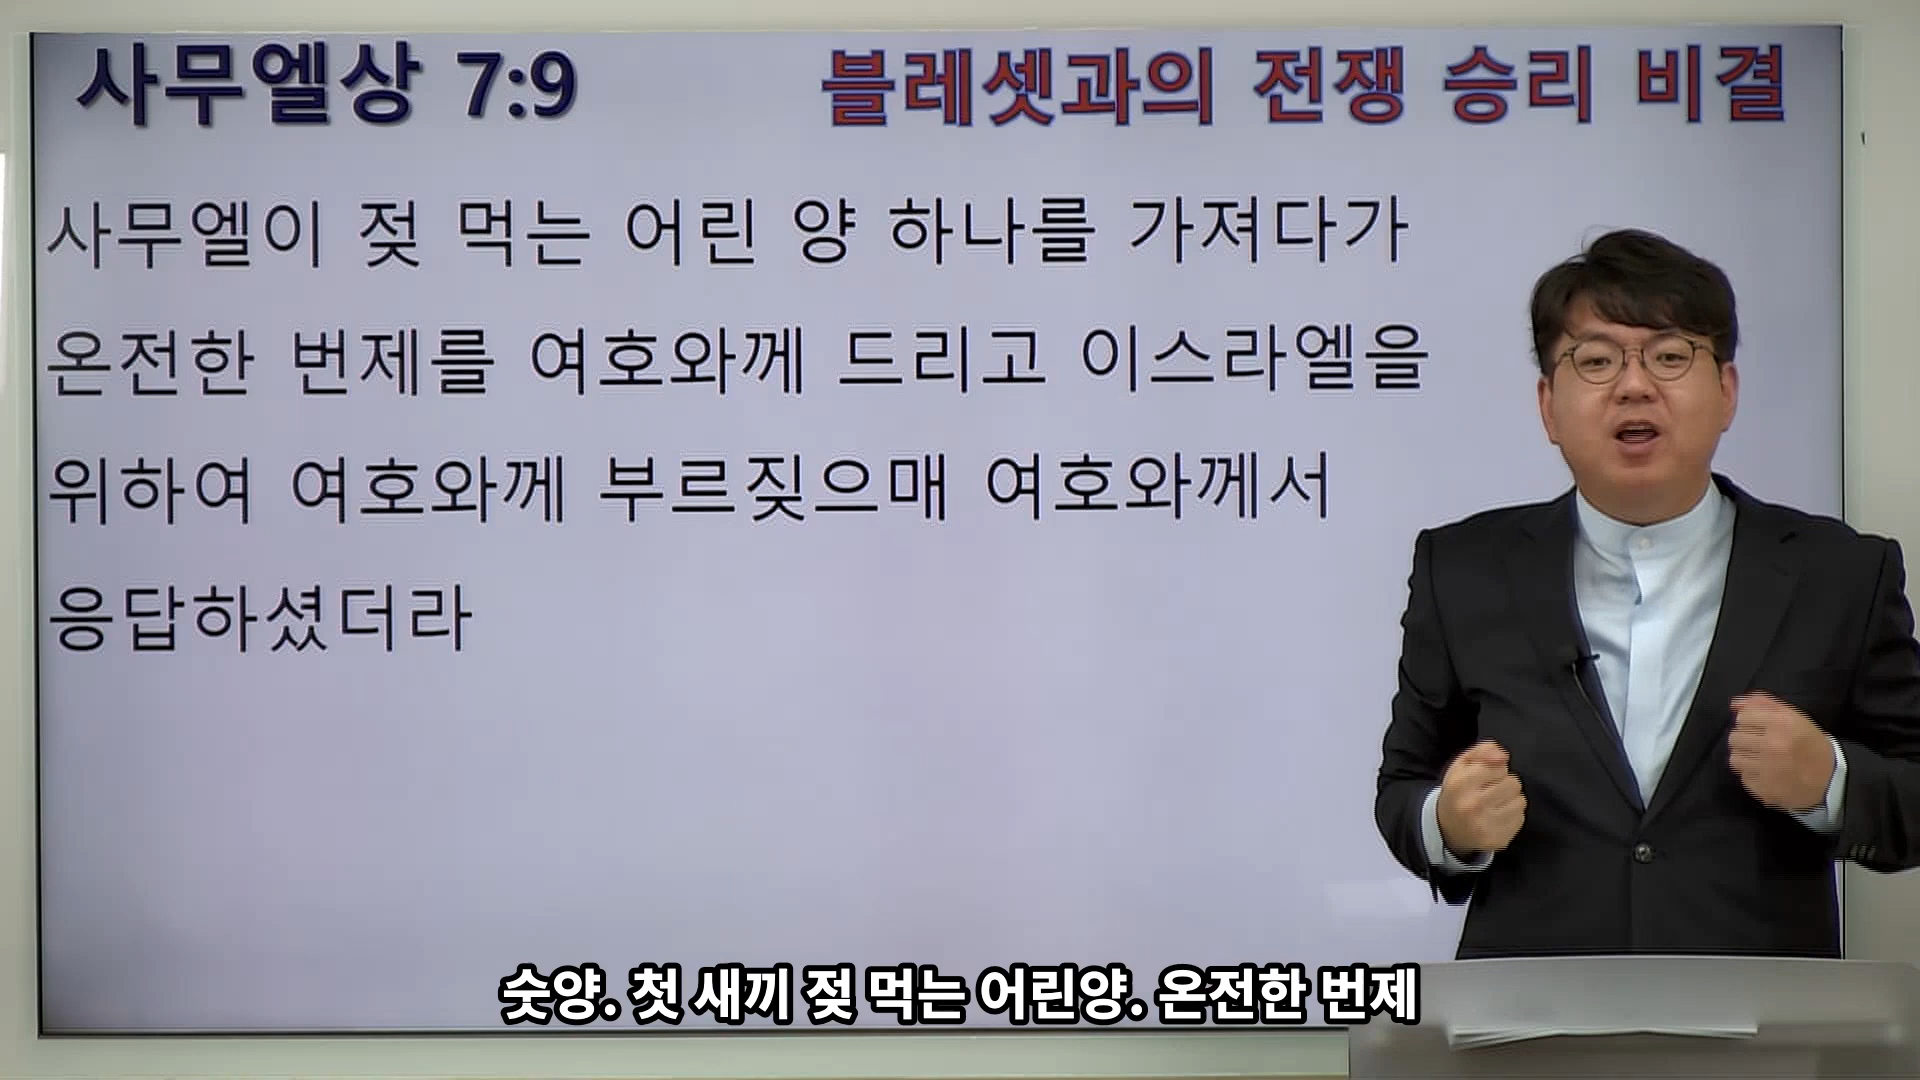 사무엘상 7:9
블레셋과의 전쟁 승리 비결
사무엘이 젖 먹는 어린 양 하나를 가져다가
온전한 번제를 여호와께 드리고 이스라엘을
위하여 여호와께 부르짖으매 여호와께서
응답하셨더라
숫양. 첫 새끼 젖 먹는 어린양. 온전한 번제